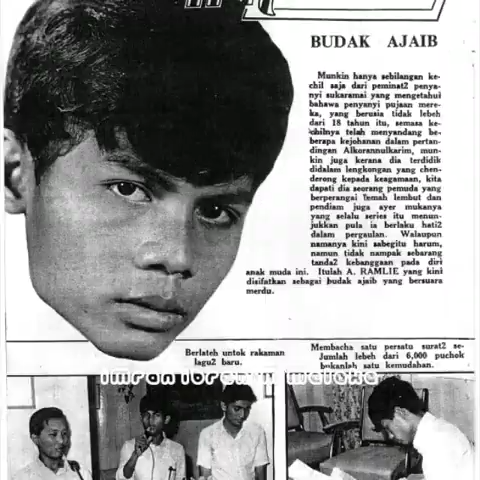 BUDAK AJAIB
Munkin hanya sebilangan ke-
chil saja dari peminat2 penya-
nyi sukaramai yang mengetahui
bahawa penyanyi pujaan mere-
ka, yang berusia tidak lebeh
dari 18 tahun itu, semasa ke-
chilnya telah menyandang be-
berapa kejohanan dalam pertan-
dingan Alkorannulkarim, mun-
kin juga kerana dia terdidik
didalam lengkongan yang chen-
derong kepada keagamaan, kita
dapati dia seorang pemuda yang
berperangai lemah lembut dan
pendiam juga ayer mukanya
yang selalu series itu menun-
jukkan pula ia berlaku hati2
dalam pergaulan. Walaupun
namanya kini sabegitu harum,
namun tidak nampak sebarang
tanda2 kebanggaan pada diri
anak muda ini. Itulah A. RAMLIE yang kini
disifatkan sebagai budak ajaib yang bersuara
merdu.
Berlateh untok rakaman
lagu2 baru.
Membacha satu persatu surat2 se-
Jumlah lebeh dari 6,000 puchok
bukanlah satu kemudahan.